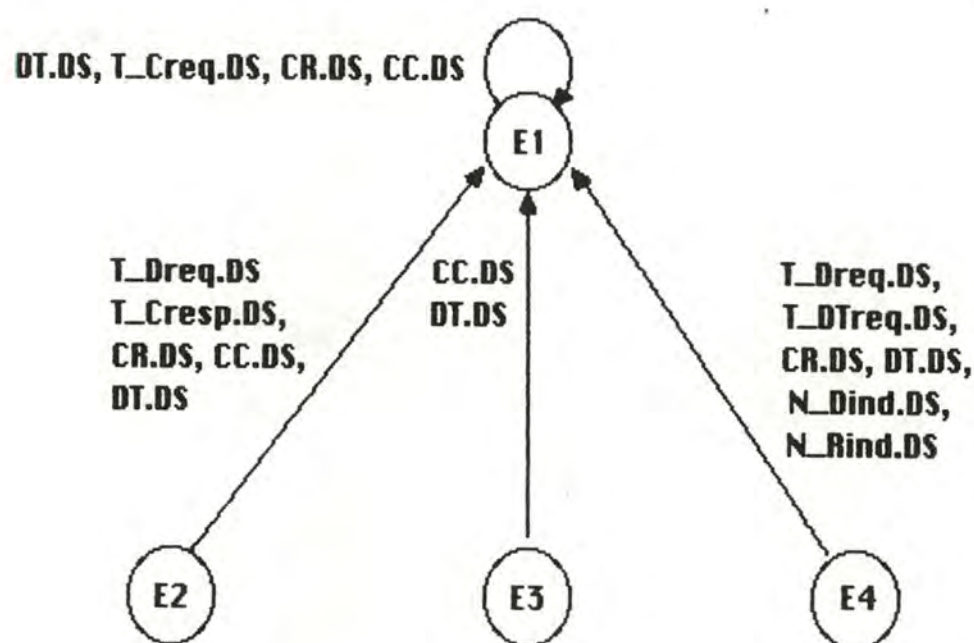 DT.DS, T_Creq.DS, CR.DS, CC.DS
E1
T_Dreq.DS
T_Cresp.DS,
CR.DS, CC.DS,
DT.DS
CC.DS
DT.DS
T_Dreq.DS,
T_DTreq.DS,
CR.DS, DT.DS,
N_Dind.DS,
N_Rind.DS
E2
E3
E4